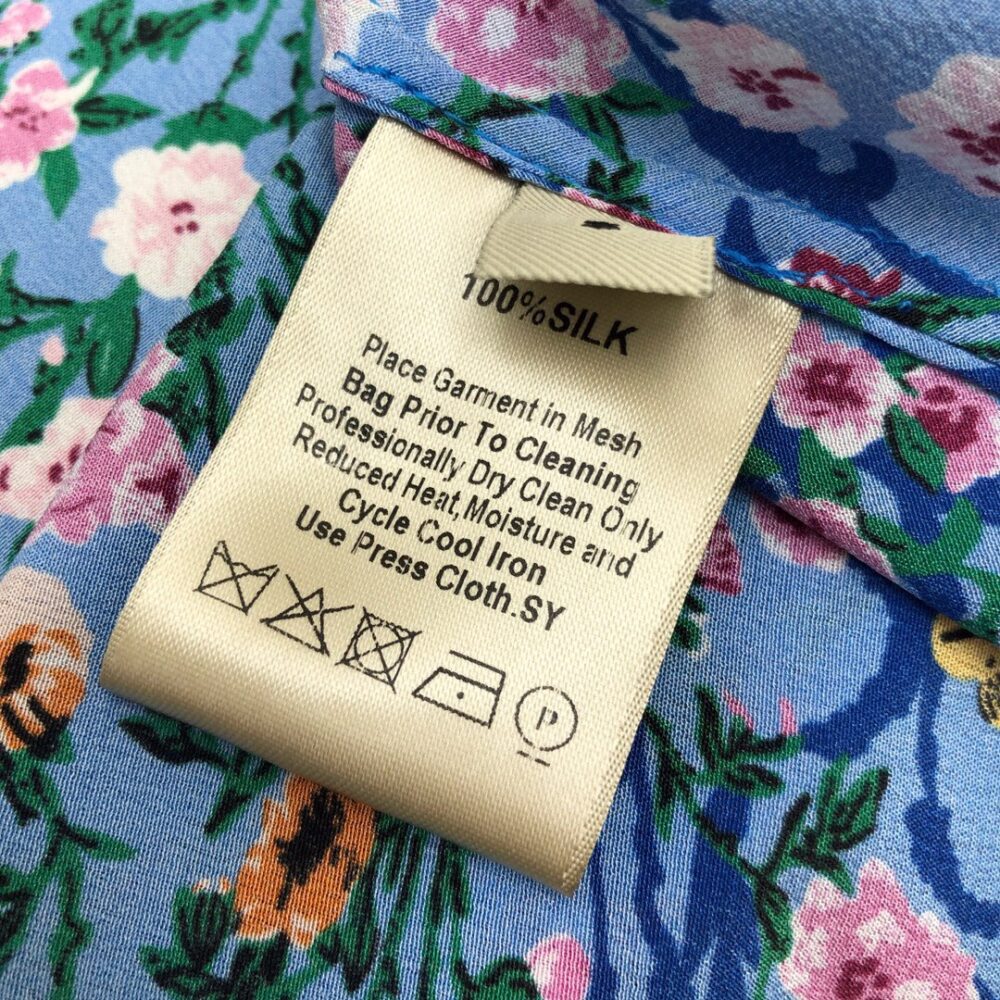 100%SILK
Place Garment in Mesh
Bag Prior To Cleaning
Professionally Dry Clean Only
Reduced Heat,Moisture and
Cycle Cool Iron
Use Press Cloth.SY
P